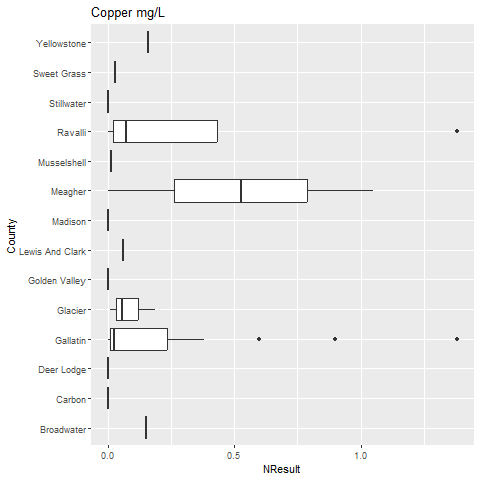 Copper mg/L
County
Yellowstone
Sweet Grass
Stillwater
Ravalli
Musselshell
Meagher
Madison
Lewis And Clark
Golden Valley
Glacier
Gallatin
Deer Lodge
Carbon
Broadwater
0.0 0.5 1.0
NResult